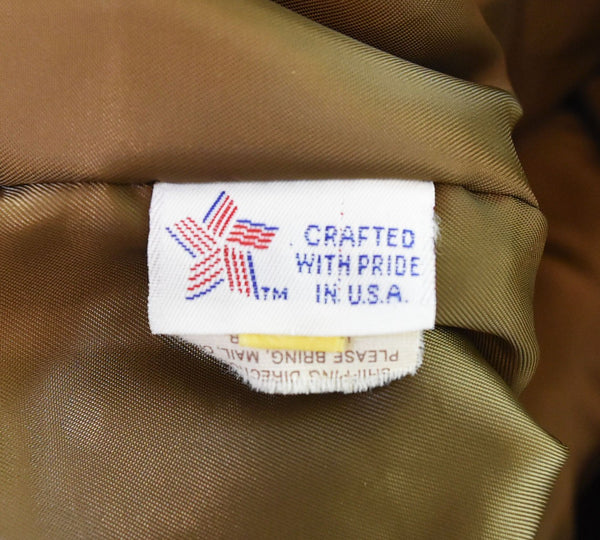 CRAFTED
WITH PRIDE
IN U.S.A.
TM
PLEASE BRING, MAIL,